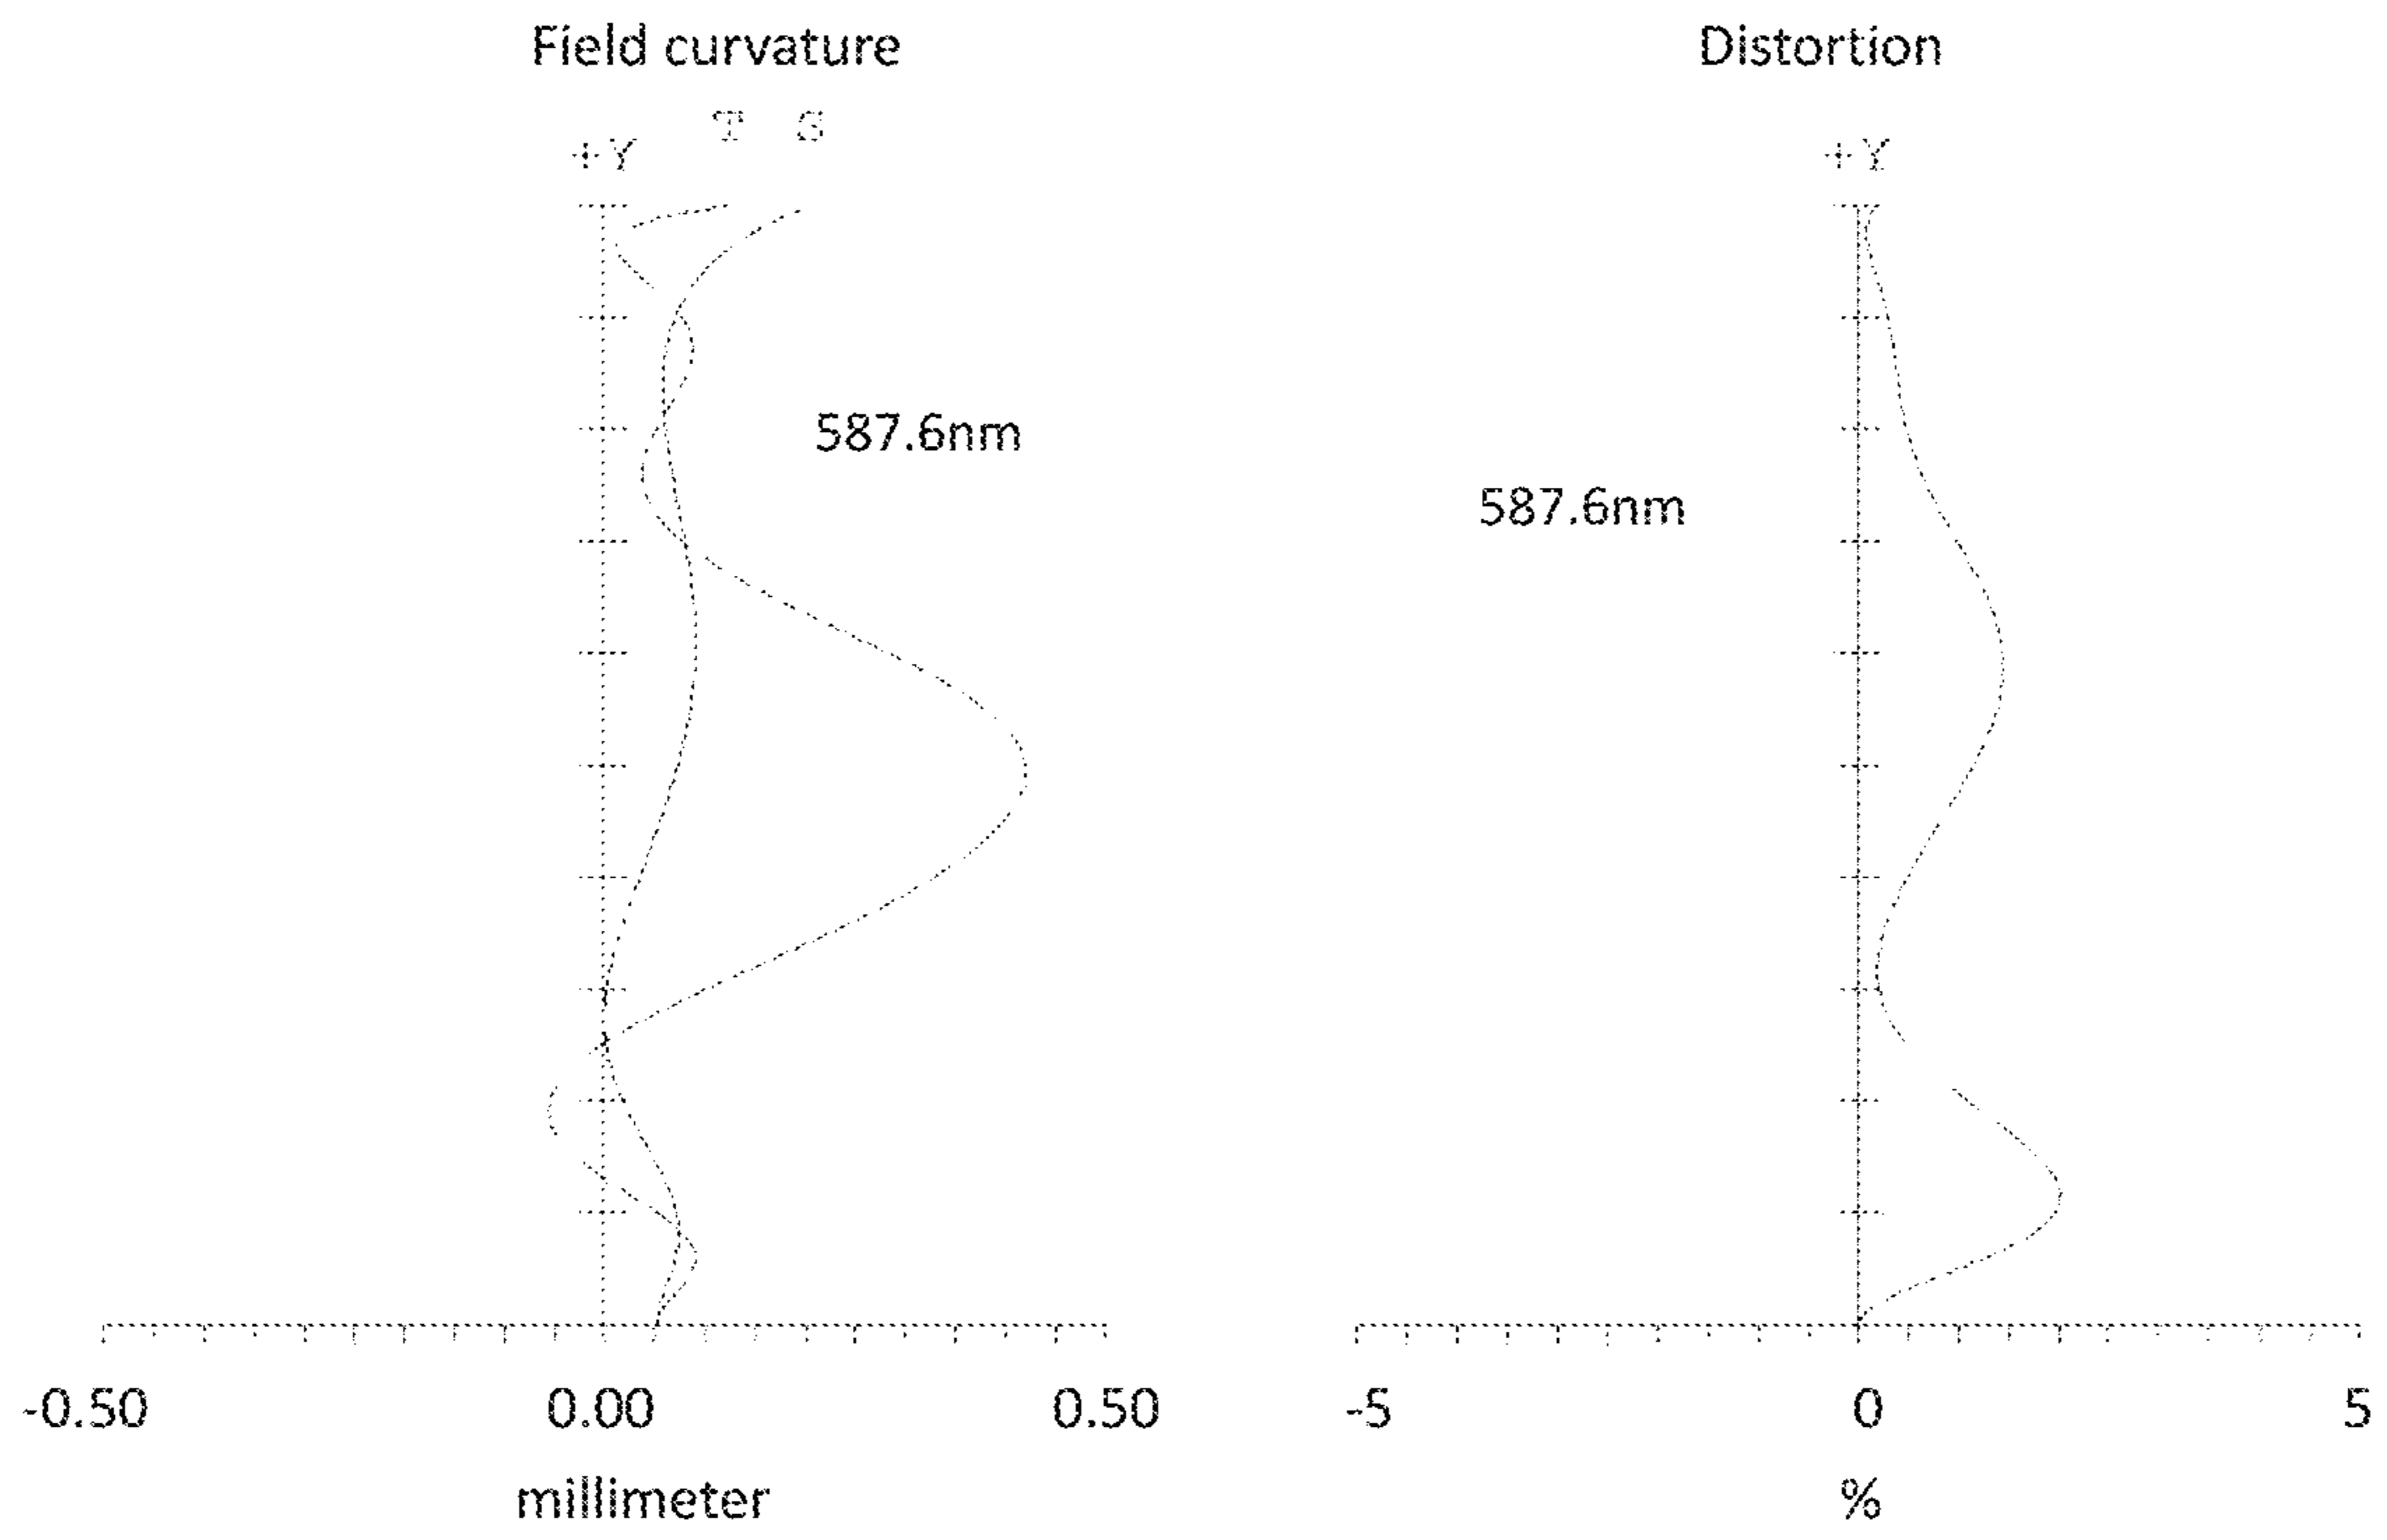 Field curvature
T S
+Y
587.6nm
-0.50 0.00 0.50
millimeter
Distortion
+Y
587.6nm
-5 0 5
%